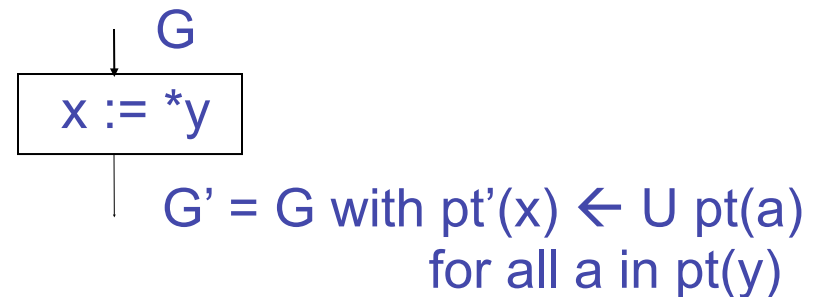 G
x := *y
G’ = G with pt’(x) ← U pt(a)
for all a in pt(y)